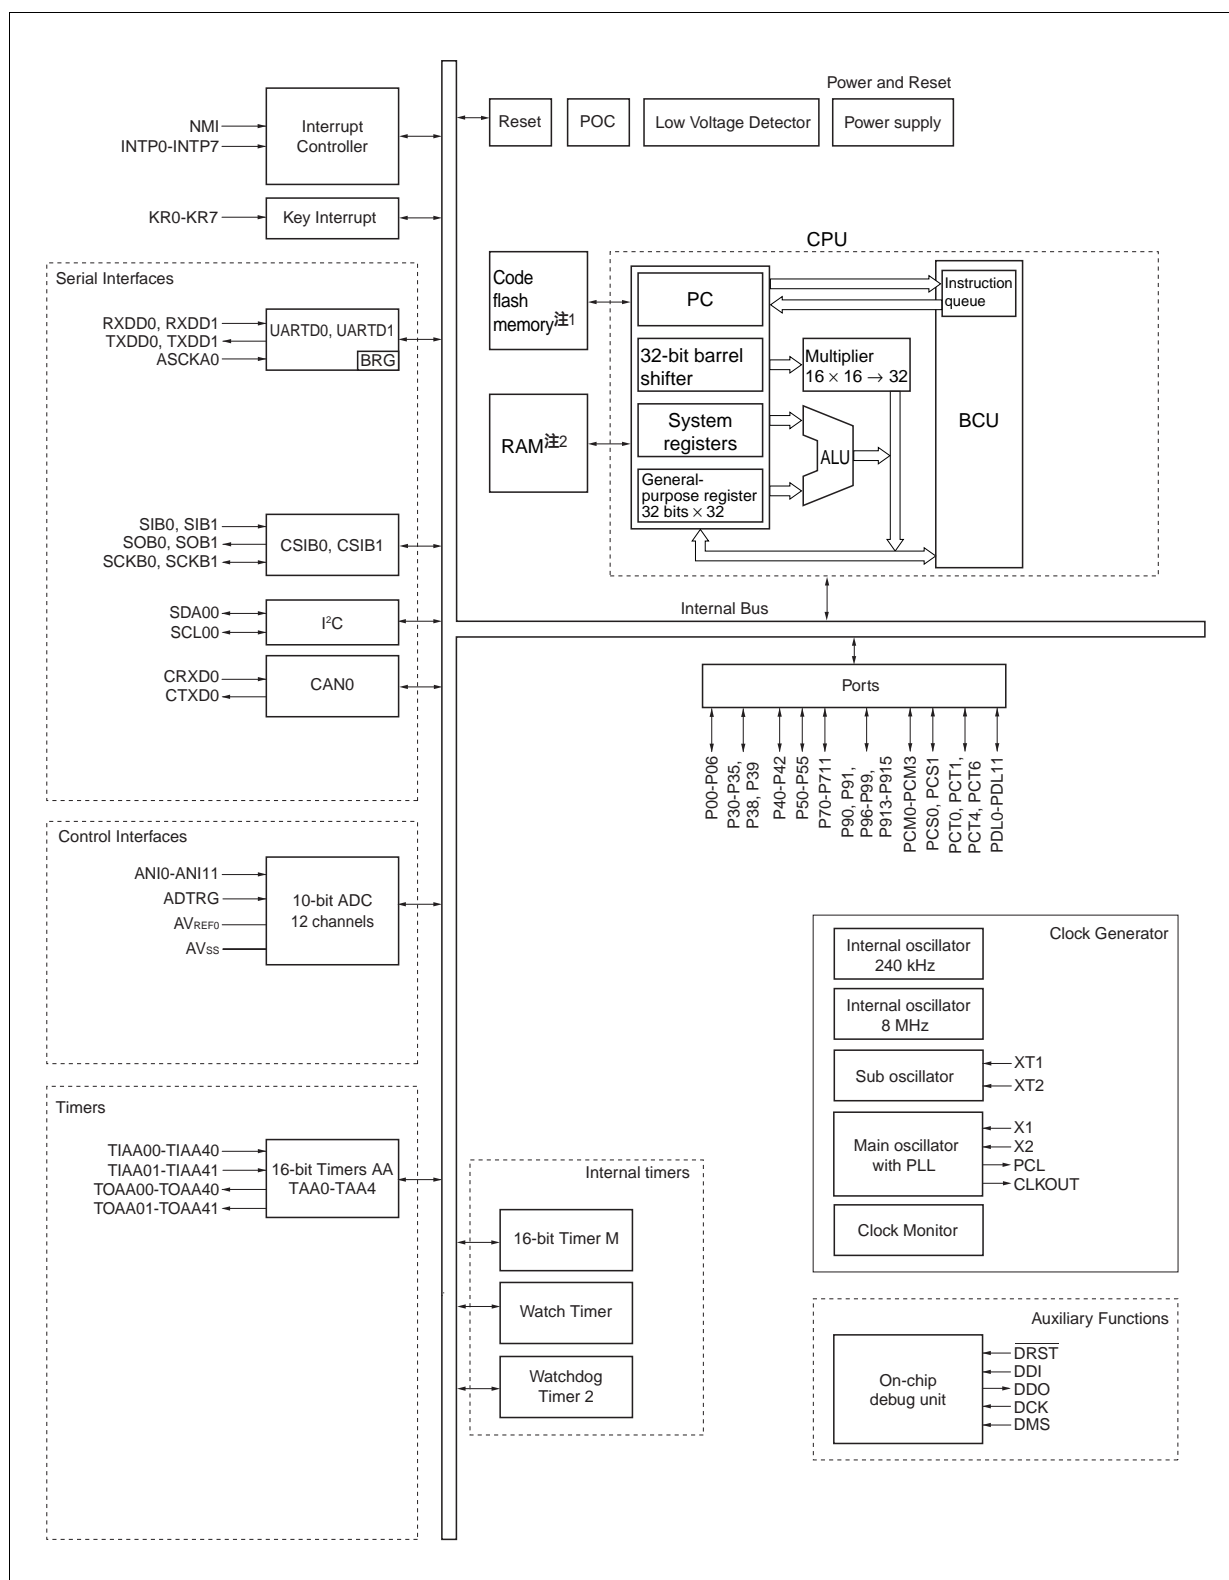 Power and Reset
NMI
INTP0-INTP7
Interrupt
Controller
Reset
POC
Low Voltage Detector
Power supply
KR0-KR7
Key Interrupt
CPU
Code
flash
memory注1
RAM注2
PC
32-bit barrel
shifter
System
registers
General-
purpose register
32 bits × 32
Multiplier
16 × 16 → 32
ALU
Instruction
queue
BCU
Serial Interfaces
RXDD0, RXDD1
TXDD0, TXDD1
ASCKA0
UARTD0, UARTD1
BRG
SIB0, SIB1
SOB0, SOB1
SCKB0, SCKB1
CSIB0, CSIB1
SDA00
SCL00
I²C
CRXD0
CTXD0
CAN0
Internal Bus
Ports
P00-P06
P30-P35,
P38, P39
P40-P42
P50-P55
P70-P711
P90, P91,
P96-P99,
P913-P915
PCM0-PCM3
PCS0, PCS1
PCT0, PCT1,
PCT4, PCT6
PDL0-PDL11
Control Interfaces
ANI0-ANI11
ADTRG
AVREF0
AVSS
10-bit ADC
12 channels
Clock Generator
Internal oscillator
240 kHz
Internal oscillator
8 MHz
Sub oscillator
XT1
XT2
Main oscillator
with PLL
X1
X2
PCL
CLKOUT
Clock Monitor
Timers
TIAA00-TIAA40
TIAA01-TIAA41
TOAA00-TOAA40
TOAA01-TOAA41
16-bit Timers AA
TAA0-TAA4
Internal timers
16-bit Timer M
Watch Timer
Watchdog
Timer 2
Auxiliary Functions
On-chip
debug unit
DRST
DDI
DDO
DCK
DMS